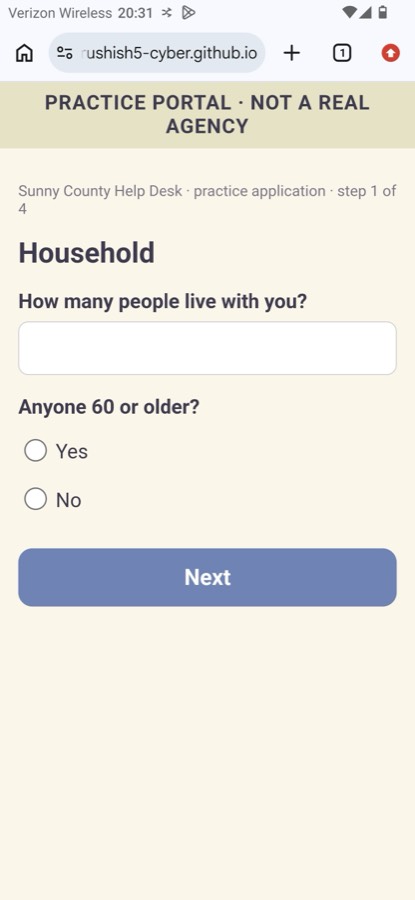 Verizon Wireless 20:31
ushish5-cyber.github.io
1
PRACTICE PORTAL · NOT A REAL
AGENCY
Sunny County Help Desk · practice application · step 1 of
4
Household
How many people live with you?
Anyone 60 or older?
Yes
No
Next